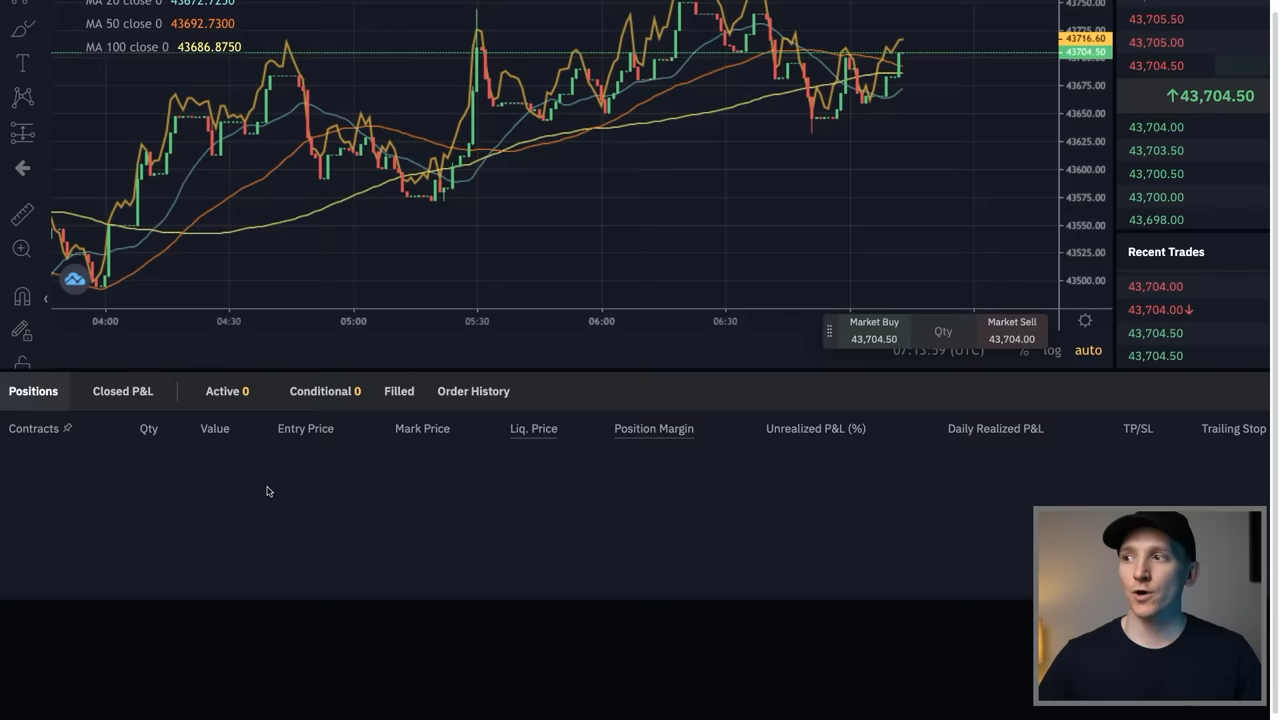 MA 20 close 0 43672.7250
MA 50 close 0 43692.7300
MA 100 close 0 43686.8750
43750.00
43716.60
43704.50
43675.00
43650.00
43625.00
43600.00
43575.00
43550.00
43525.00
43500.00
04:00 04:30 05:00 05:30 06:00 06:30
Market Buy
43,704.50
Qty
Market Sell
43,704.00
07:13:59 (UTC) % log auto
43,705.50
43,705.00
43,704.50
↑43,704.50
43,704.00
43,703.50
43,700.50
43,700.00
43,698.00
Recent Trades
43,704.00
43,704.00↓
43,704.50
43,704.50
Positions Closed P&L Active 0 Conditional 0 Filled Order History
Contracts Qty Value Entry Price Mark Price Liq. Price Position Margin Unrealized P&L (%) Daily Realized P&L TP/SL Trailing Stop